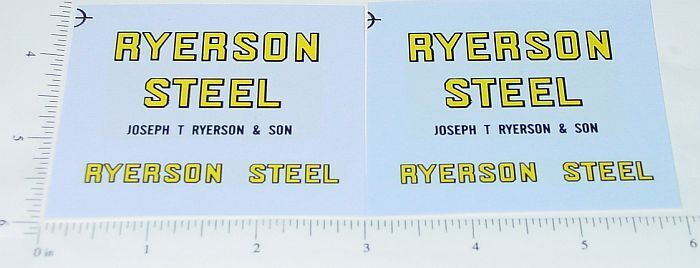 RYERSON
STEEL
JOSEPH T RYERSON & SON
RYERSON STEEL
RYERSON
STEEL
JOSEPH T RYERSON & SON
RYERSON STEEL
4
5
6
0 in 1 2 3 4 5 6